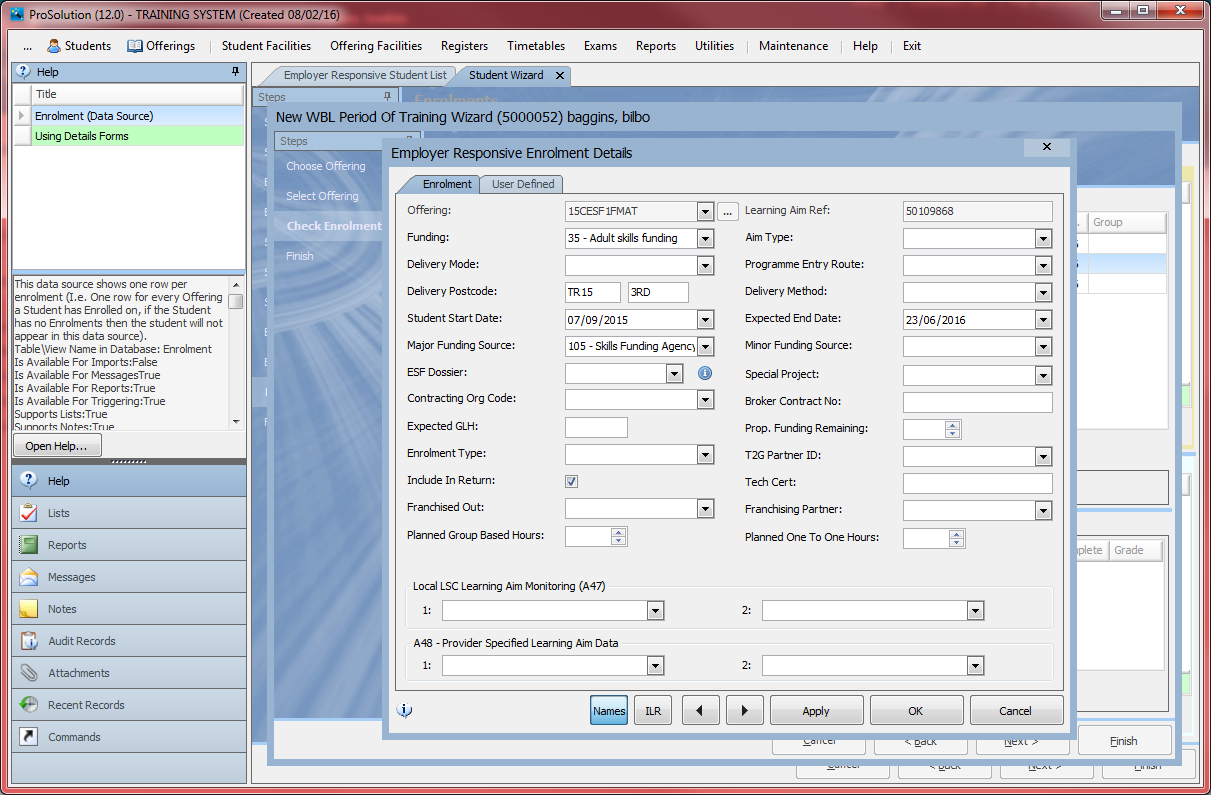 ProSolution (12.0) - TRAINING SYSTEM (Created 08/02/16)
... Students Offerings Student Facilities Offering Facilities Registers Timetables Exams Reports Utilities Maintenance Help Exit
Help
Title
Enrolment (Data Source)
Using Details Forms
This data source shows one row per
enrolment (I.e. One row for every Offering
a Student has Enrolled on, if the Student
has no Enrolments then the student will not
appear in this data source).
Table\View Name in Database: Enrolment
Is Available For Imports:False
Is Available For MessagesTrue
Is Available For Reports:True
Is Available For Triggering:True
Supports Lists:True
Supports Notes:True
Open Help...
Help
Lists
Reports
Messages
Notes
Audit Records
Attachments
Recent Records
Commands
Employer Responsive Student List Student Wizard
Steps
Enrolments
New WBL Period Of Training Wizard (5000052) baggins, bilbo
Steps
Choose Offering
Select Offering
Check Enrolment
Finish
Employer Responsive Enrolment Details
Enrolment User Defined
Offering: 15CESF1FMAT ... Learning Aim Ref: 50109868
Funding: 35 - Adult skills funding Aim Type:
Delivery Mode: Programme Entry Route:
Delivery Postcode: TR15 3RD Delivery Method:
Student Start Date: 07/09/2015 Expected End Date: 23/06/2016
Major Funding Source: 105 - Skills Funding Agency Minor Funding Source:
ESF Dossier: Special Project:
Contracting Org Code: Broker Contract No:
Expected GLH: Prop. Funding Remaining:
Enrolment Type: T2G Partner ID:
Include In Return: Tech Cert:
Franchised Out: Franchising Partner:
Planned Group Based Hours: Planned One To One Hours:
Local LSC Learning Aim Monitoring (A47)
1: 2:
A48 - Provider Specified Learning Aim Data
1: 2:
Names ILR Apply OK Cancel
Group
plete Grade
Cancel < Back Next > Finish
Cancel < Back Next > Finish